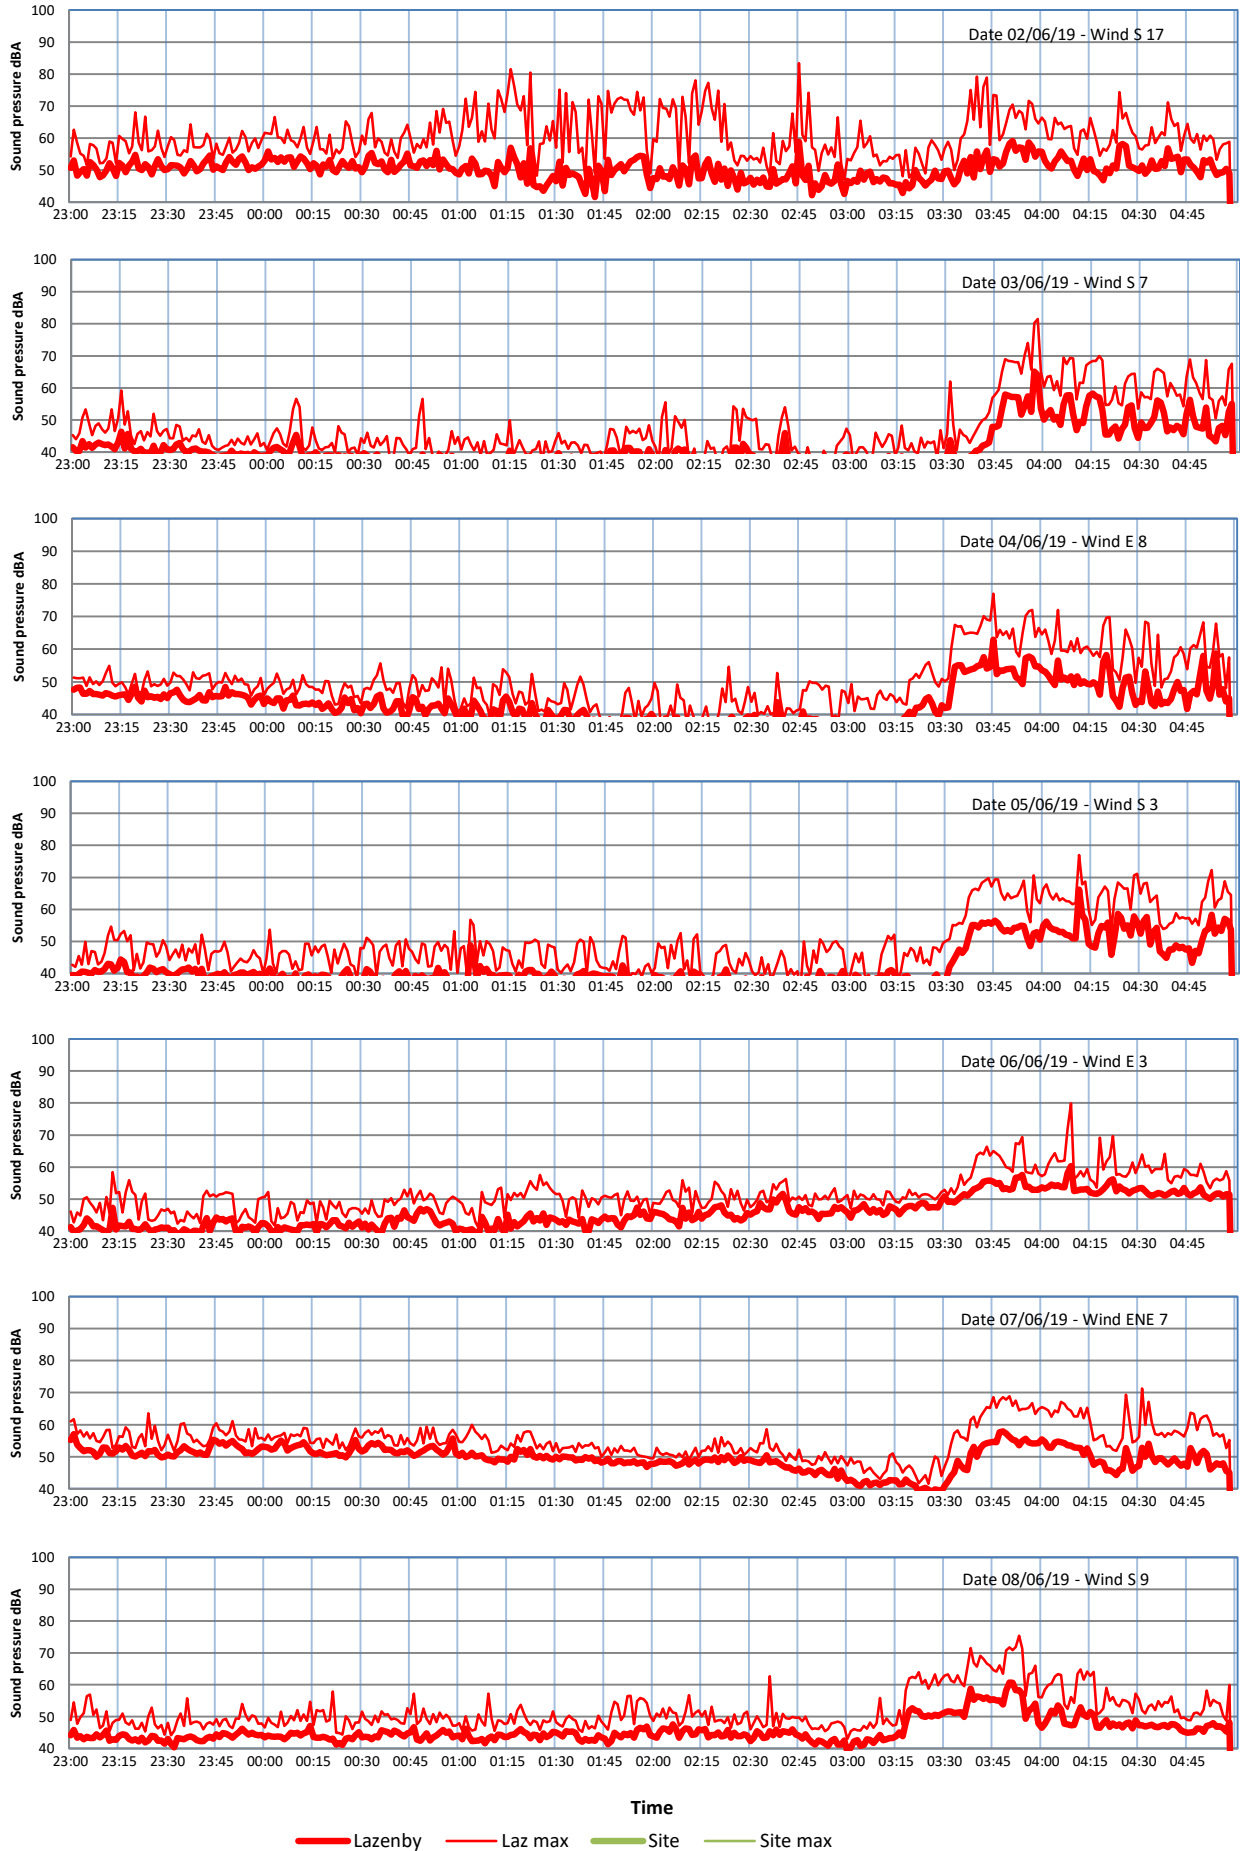 Sound pressure dBA
100
90
80
70
60
50
40
Date 02/06/19 - Wind S 17
23:00 23:15 23:30 23:45 00:00 00:15 00:30 00:45 01:00 01:15 01:30 01:45 02:00 02:15 02:30 02:45 03:00 03:15 03:30 03:45 04:00 04:15 04:30 04:45
Sound pressure dBA
100
90
80
70
60
50
40
Date 03/06/19 - Wind S 7
23:00 23:15 23:30 23:45 00:00 00:15 00:30 00:45 01:00 01:15 01:30 01:45 02:00 02:15 02:30 02:45 03:00 03:15 03:30 03:45 04:00 04:15 04:30 04:45
Sound pressure dBA
100
90
80
70
60
50
40
Date 04/06/19 - Wind E 8
23:00 23:15 23:30 23:45 00:00 00:15 00:30 00:45 01:00 01:15 01:30 01:45 02:00 02:15 02:30 02:45 03:00 03:15 03:30 03:45 04:00 04:15 04:30 04:45
Sound pressure dBA
100
90
80
70
60
50
40
Date 05/06/19 - Wind S 3
23:00 23:15 23:30 23:45 00:00 00:15 00:30 00:45 01:00 01:15 01:30 01:45 02:00 02:15 02:30 02:45 03:00 03:15 03:30 03:45 04:00 04:15 04:30 04:45
Sound pressure dBA
100
90
80
70
60
50
40
Date 06/06/19 - Wind E 3
23:00 23:15 23:30 23:45 00:00 00:15 00:30 00:45 01:00 01:15 01:30 01:45 02:00 02:15 02:30 02:45 03:00 03:15 03:30 03:45 04:00 04:15 04:30 04:45
Sound pressure dBA
100
90
80
70
60
50
40
Date 07/06/19 - Wind ENE 7
23:00 23:15 23:30 23:45 00:00 00:15 00:30 00:45 01:00 01:15 01:30 01:45 02:00 02:15 02:30 02:45 03:00 03:15 03:30 03:45 04:00 04:15 04:30 04:45
Sound pressure dBA
100
90
80
70
60
50
40
Date 08/06/19 - Wind S 9
23:00 23:15 23:30 23:45 00:00 00:15 00:30 00:45 01:00 01:15 01:30 01:45 02:00 02:15 02:30 02:45 03:00 03:15 03:30 03:45 04:00 04:15 04:30 04:45
Time
Lazenby Laz max Site Site max